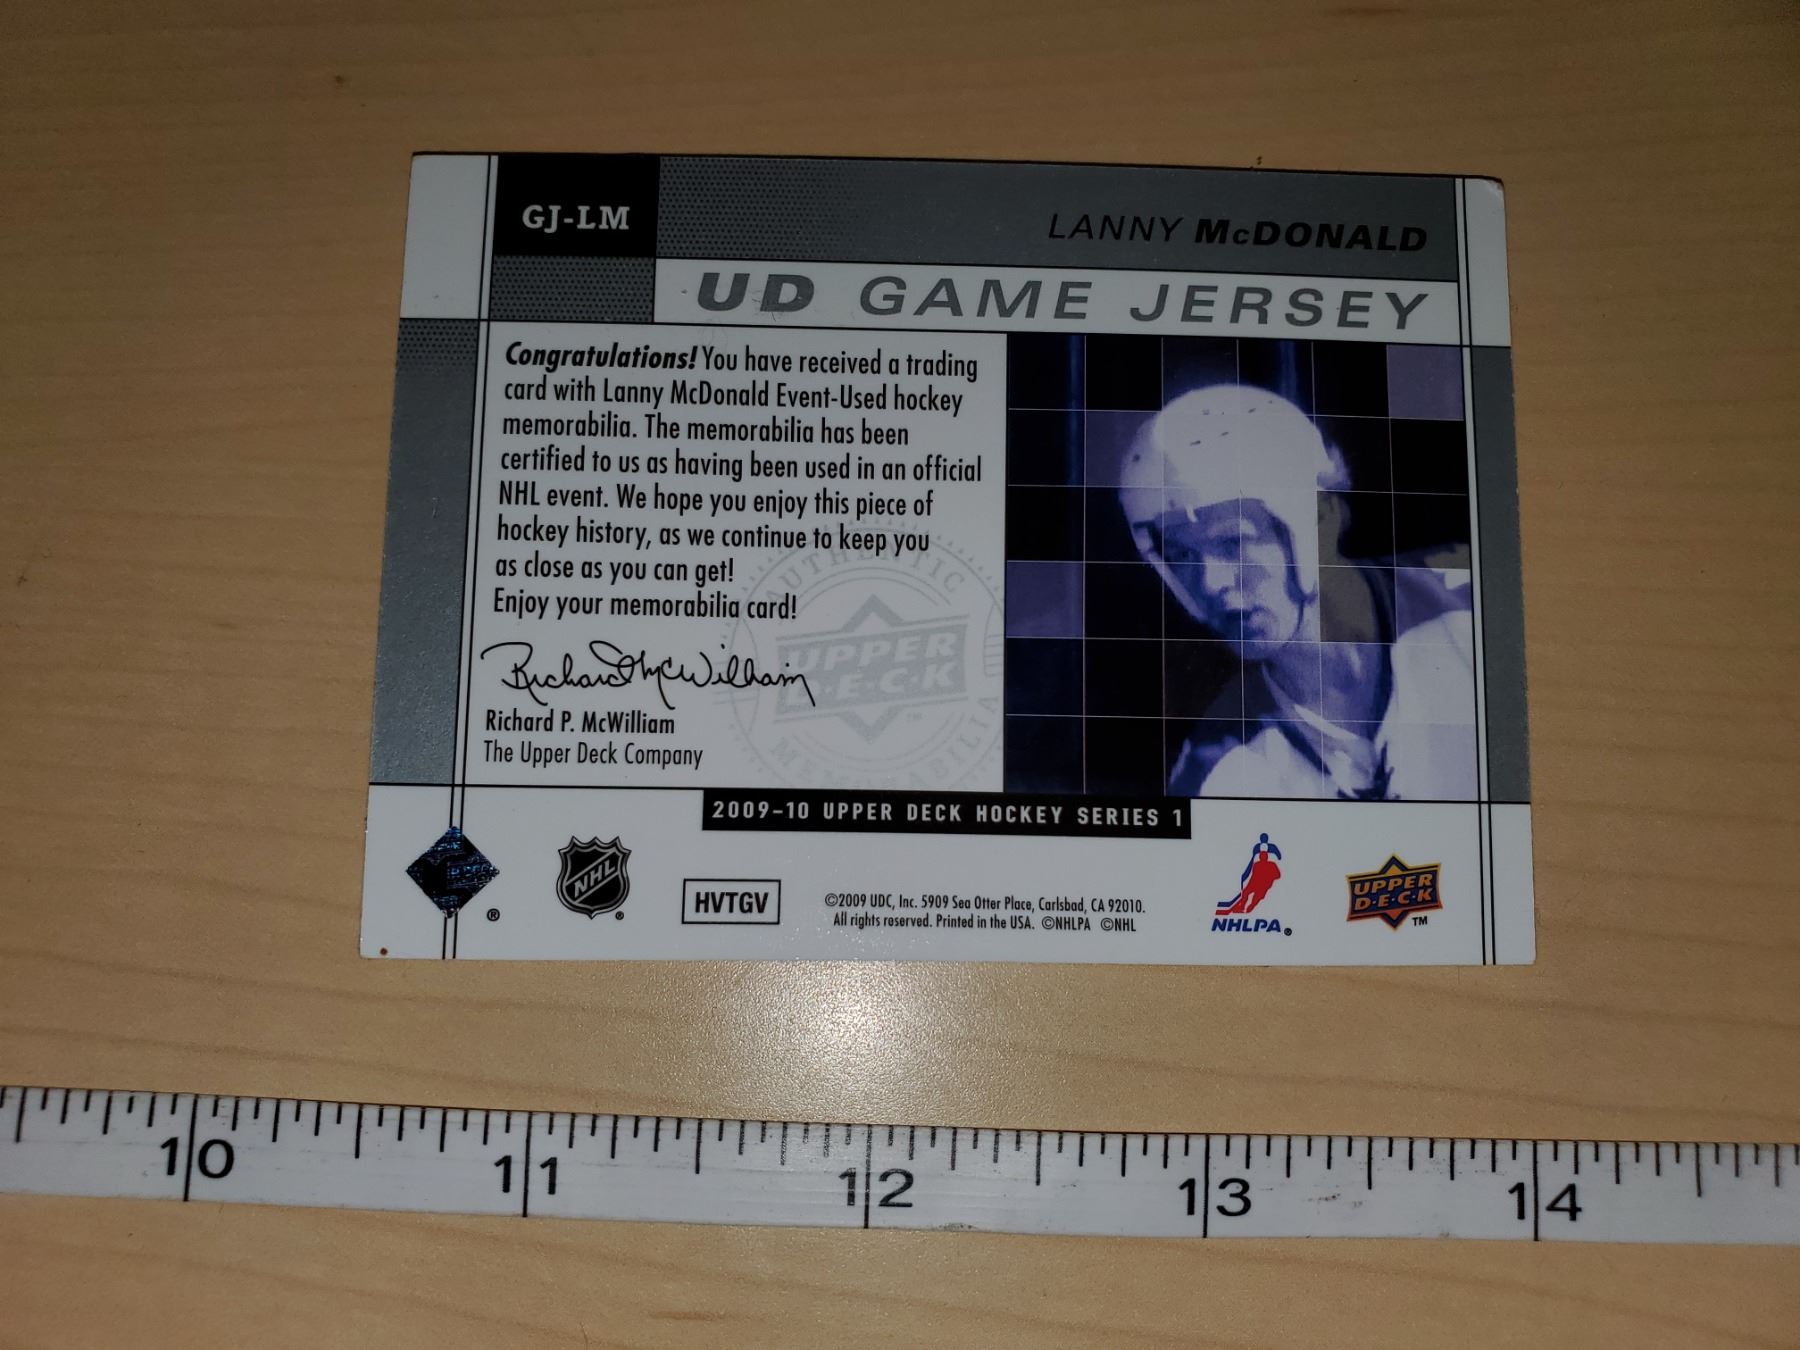 GJ-LM
LANNY McDONALD
UD GAME JERSEY
Congratulations! You have received a trading
card with Lanny McDonald Event-Used hockey
memorabilia. The memorabilia has been
certified to us as having been used in an official
NHL event. We hope you enjoy this piece of
hockey history, as we continue to keep you
as close as you can get!
Enjoy your memorabilia card!
AUTHENTIC
UPPER
D·E·C·K
TM
MEMORABILIA
Richard McWilliam
Richard P. McWilliam
The Upper Deck Company
2009-10 UPPER DECK HOCKEY SERIES 1
®
NHL
®
HVTGV
©2009 UDC, Inc. 5909 Sea Otter Place, Carlsbad, CA 92010.
All rights reserved. Printed in the USA. ©NHLPA ©NHL
NHLPA®
UPPER
D·E·C·K
TM
10 11 12 13 14